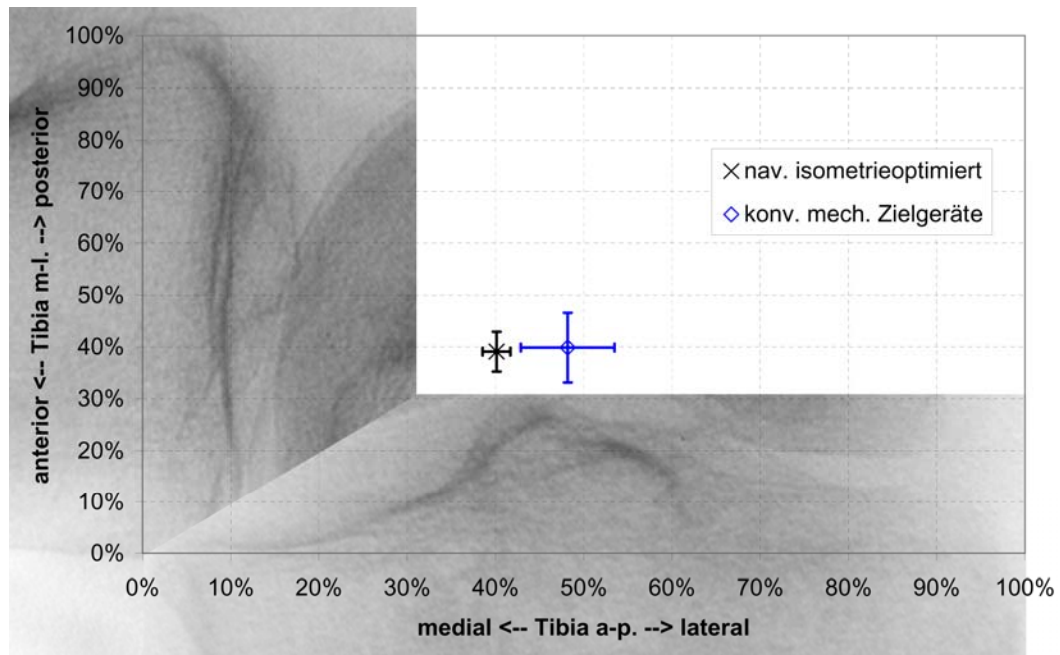 100%
90%
80%
70%
60%
50%
40%
30%
20%
10%
0%
anterior <-- Tibia m-l. --> posterior
nav. isometrieoptimiert
konv. mech. Zielgeräte
0% 10% 20% 30% 40% 50% 60% 70% 80% 90% 100%
medial <-- Tibia a-p. --> lateral